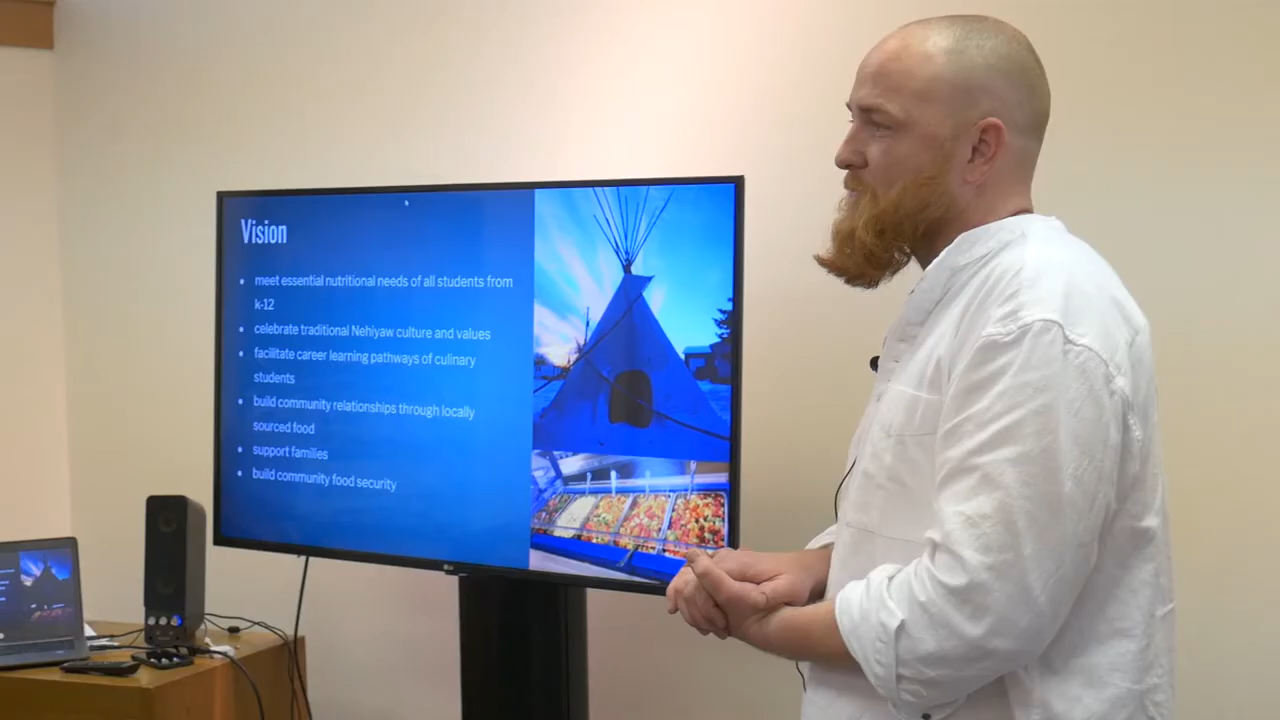 Vision
• meet essential nutritional needs of all students from
k-12
• celebrate traditional Nehiyaw culture and values
• facilitate career learning pathways of culinary
students
• build community relationships through locally
sourced food
• support families
• build community food security
LG